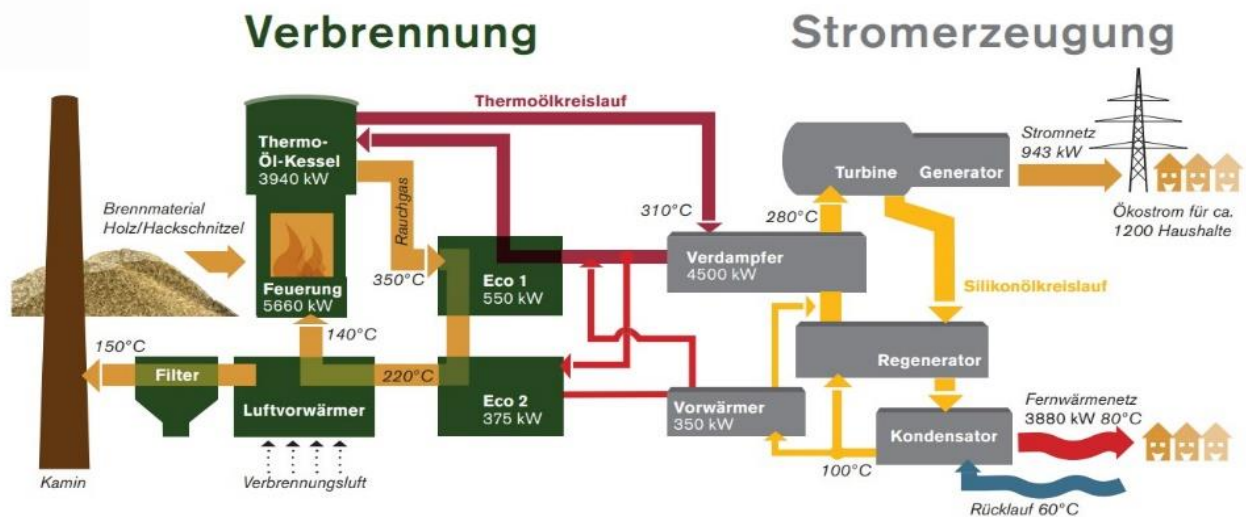 Verbrennung
Stromerzeugung
Thermoölkreislauf
Thermo-
Öl-Kessel
3940 kW
Rauchgas
Brennmaterial
Holz/Hackschnitzel
Feuerung
5660 kW
350°C
Eco 1
550 kW
310°C
Verdampfer
4500 kW
280°C
Turbine
Generator
Stromnetz
943 kW
Ökostrom für ca.
1200 Haushalte
Silikonölkreislauf
150°C
Filter
140°C
Luftvorwärmer
220°C
Eco 2
375 kW
Vorwärmer
350 kW
Regenerator
Kondensator
100°C
Fernwärmenetz
3880 kW 80°C
Kamin
Verbrennungsluft
Rücklauf 60°C